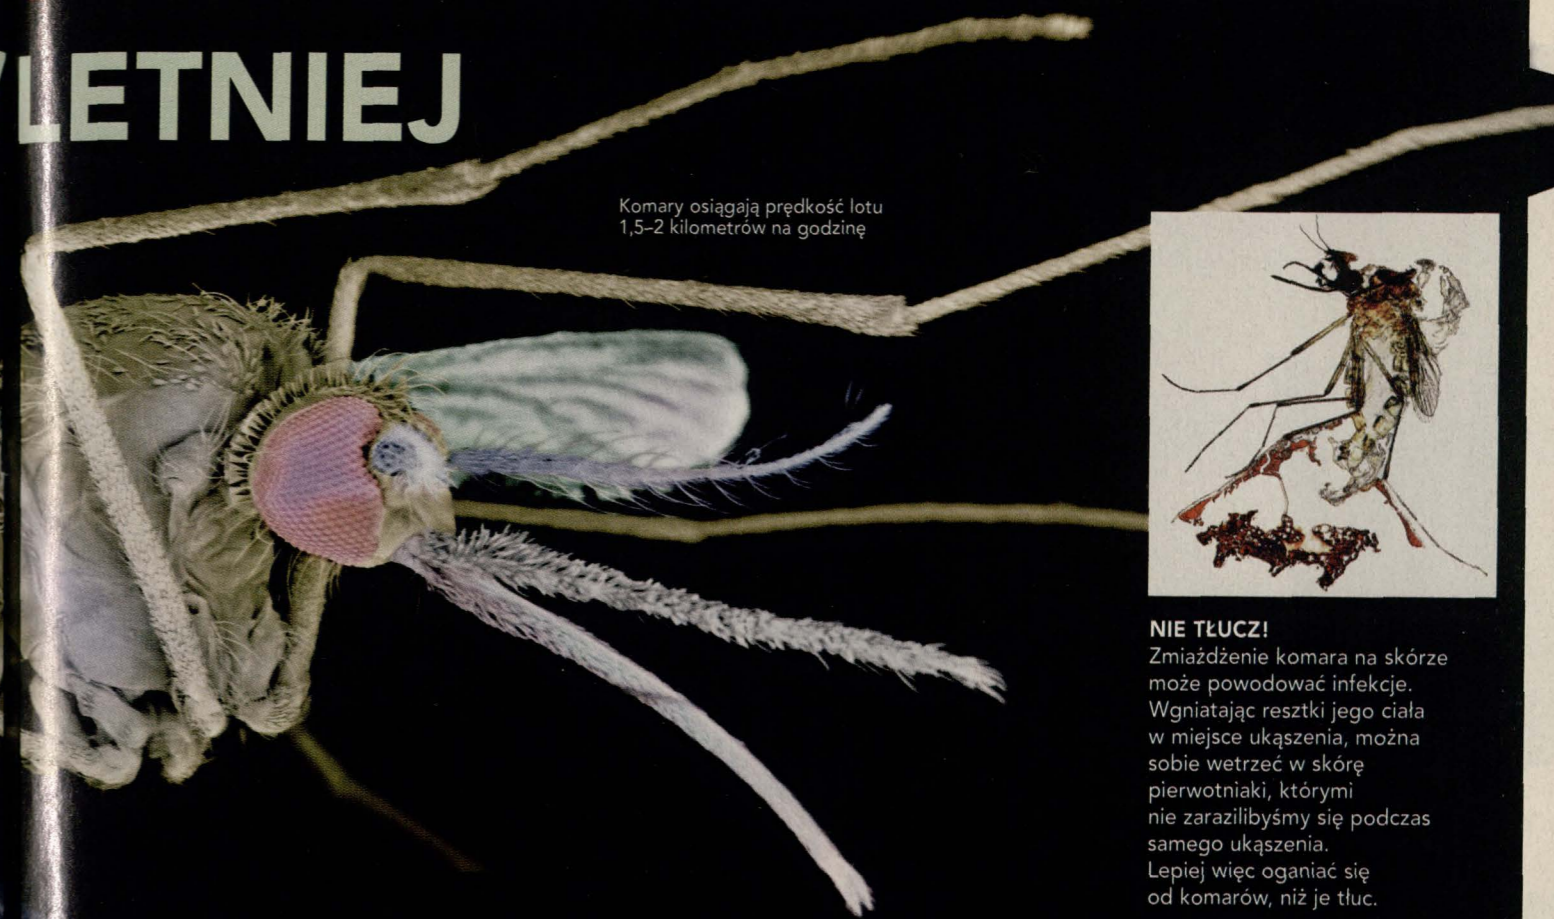 LETNIEJ
Komary osiągają prędkość lotu
1,5–2 kilometrów na godzinę
NIE TŁUCZ!
Zmiażdżenie komara na skórze
może powodować infekcje.
Wgniatając resztki jego ciała
w miejsce ukąszenia, można
sobie wetrzeć w skórę
pierwotniaki, którymi
nie zarazilibyśmy się podczas
samego ukąszenia.
Lepiej więc oganiać się
od komarów, niż je tłuc.